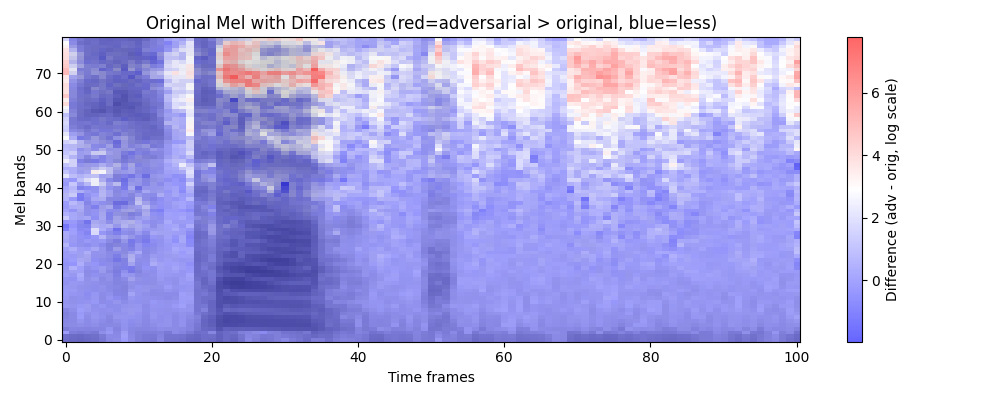 Original Mel with Differences (red=adversarial > original, blue=less)
Mel bands
70
60
50
40
30
20
10
0
0 20 40 60 80 100
Time frames
6
4
2
0
Difference (adv - orig, log scale)